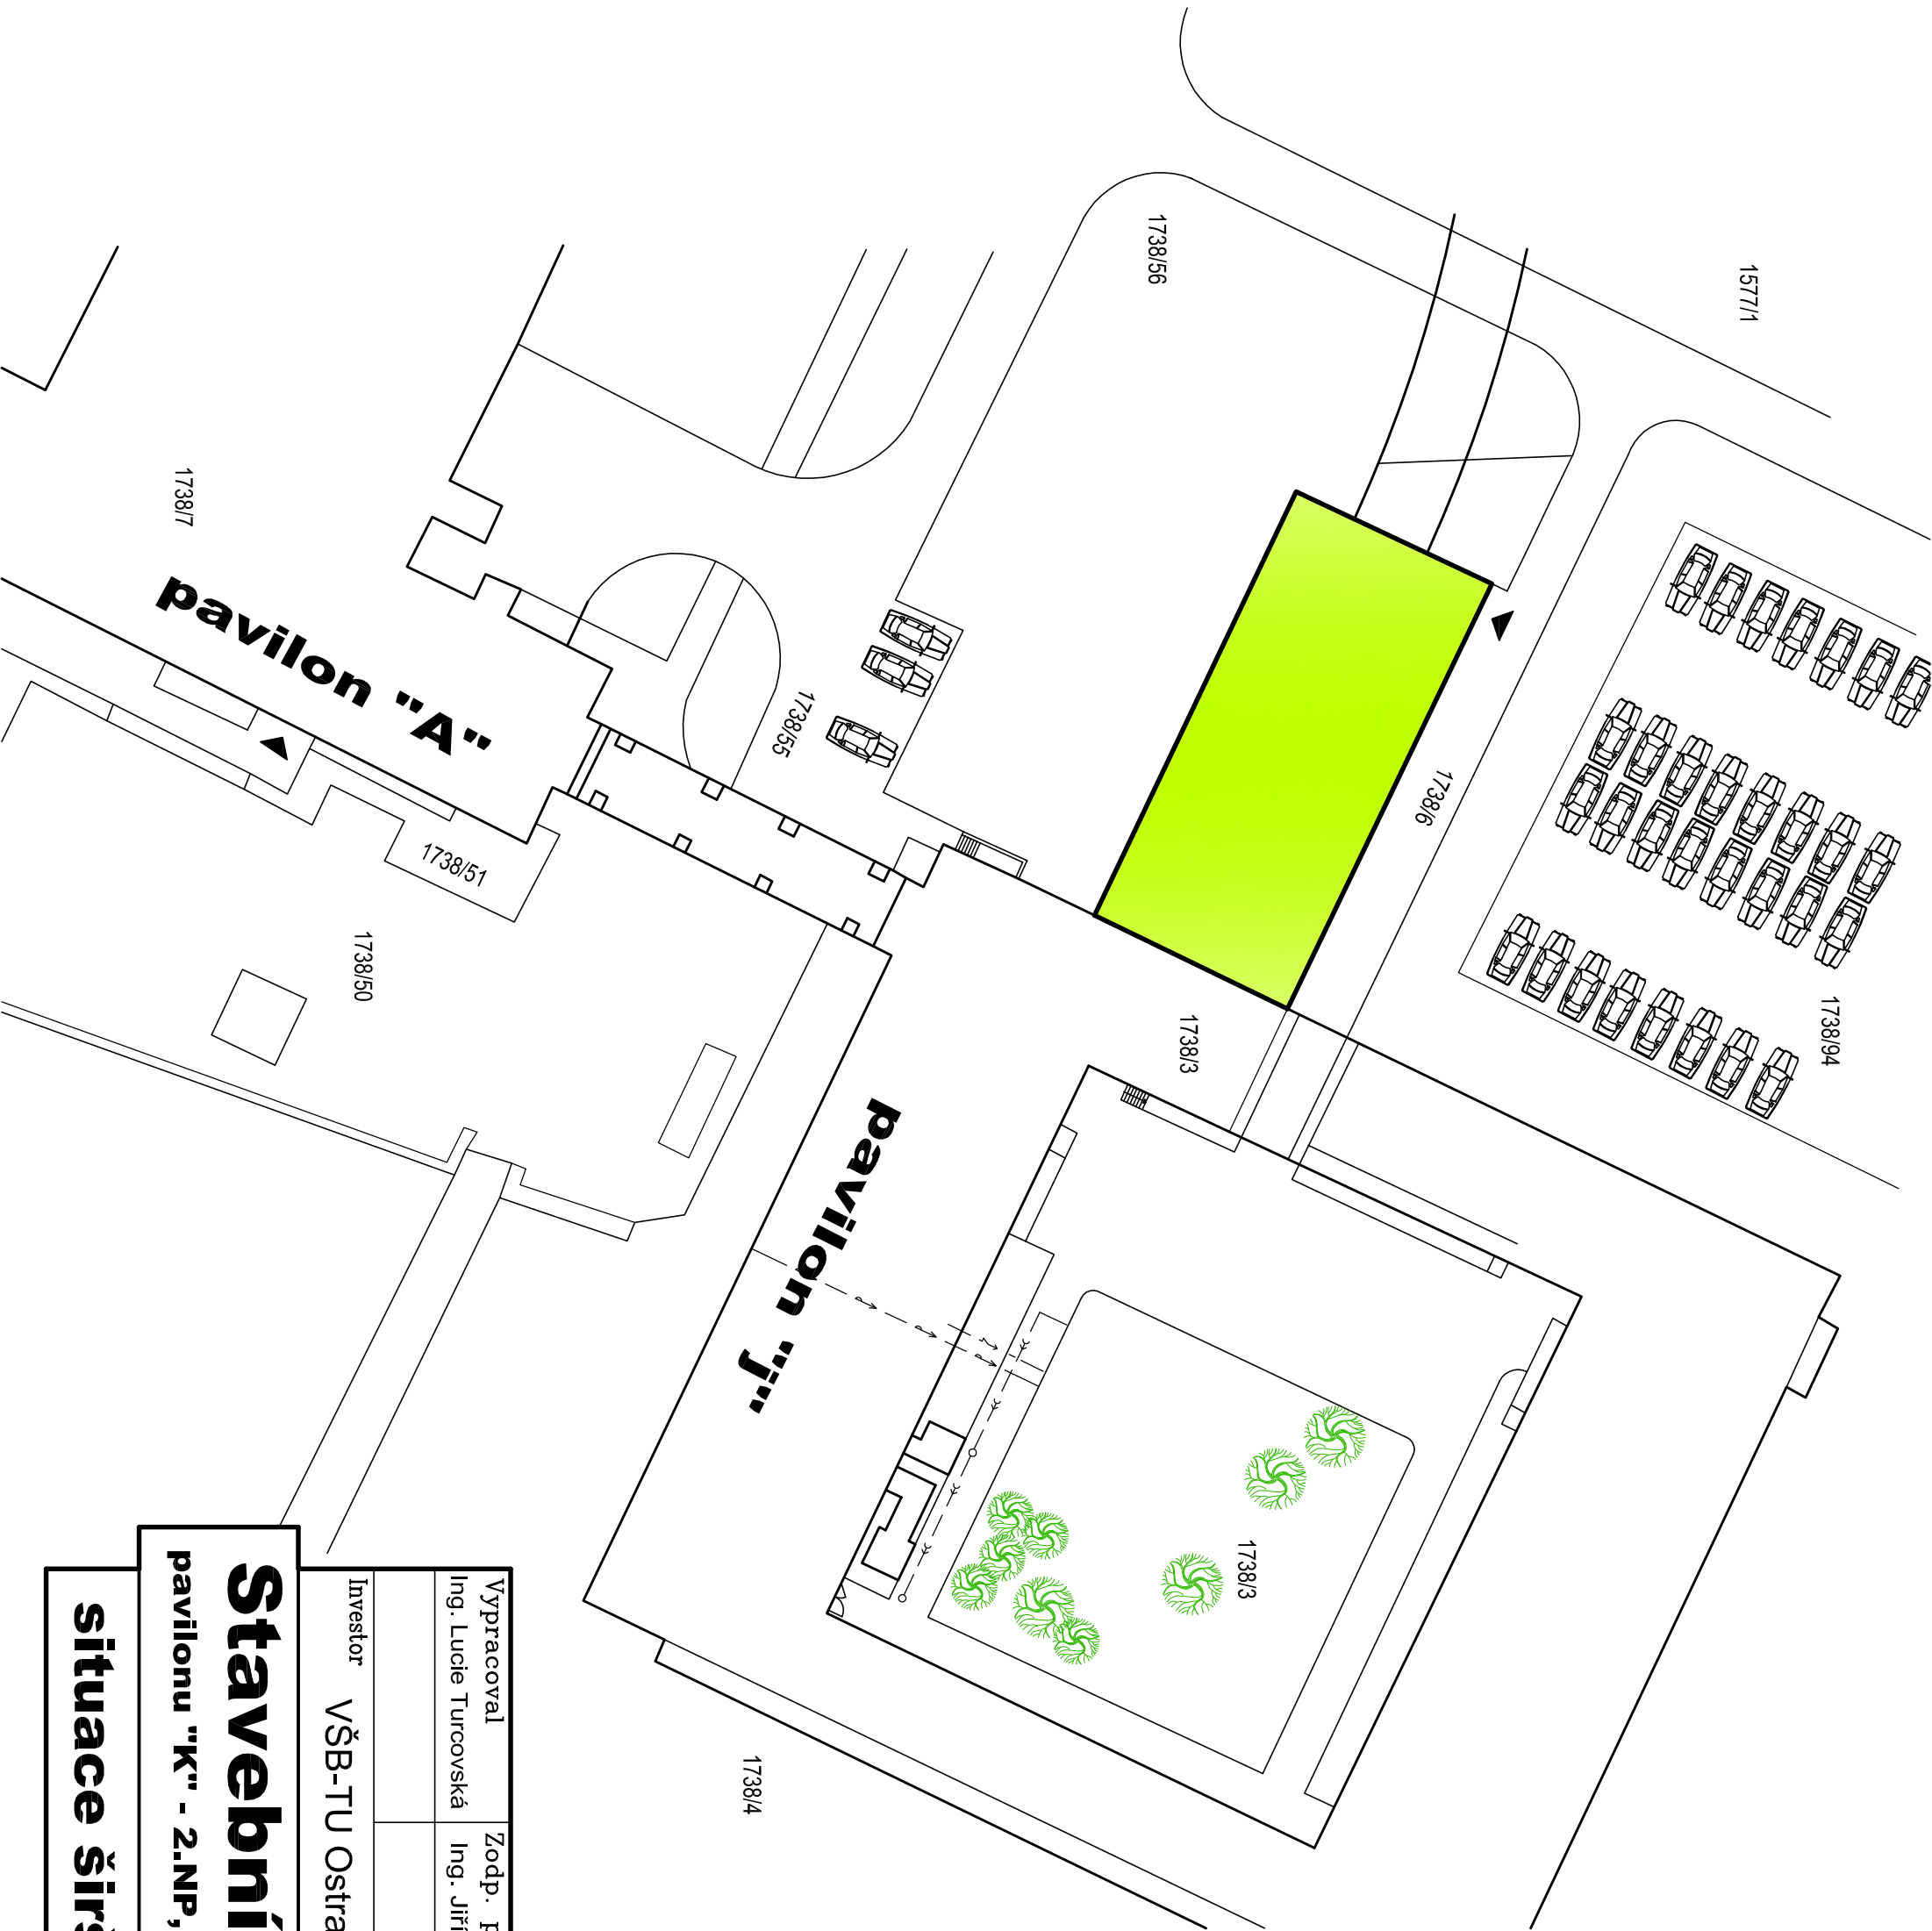 1577/1
1738/56
1738/7
pavilon "A"
1738/55
1738/6
1738/51
1738/50
1738/94
1738/3
pavilon "j"
1738/3
1738/4
Vypracoval
Zodp.
Ing. Lucie Turcovská
Ing. Jiří
Investor
VŠB-TU
Stavební
pavilonu "K" - 2.NP,
situace